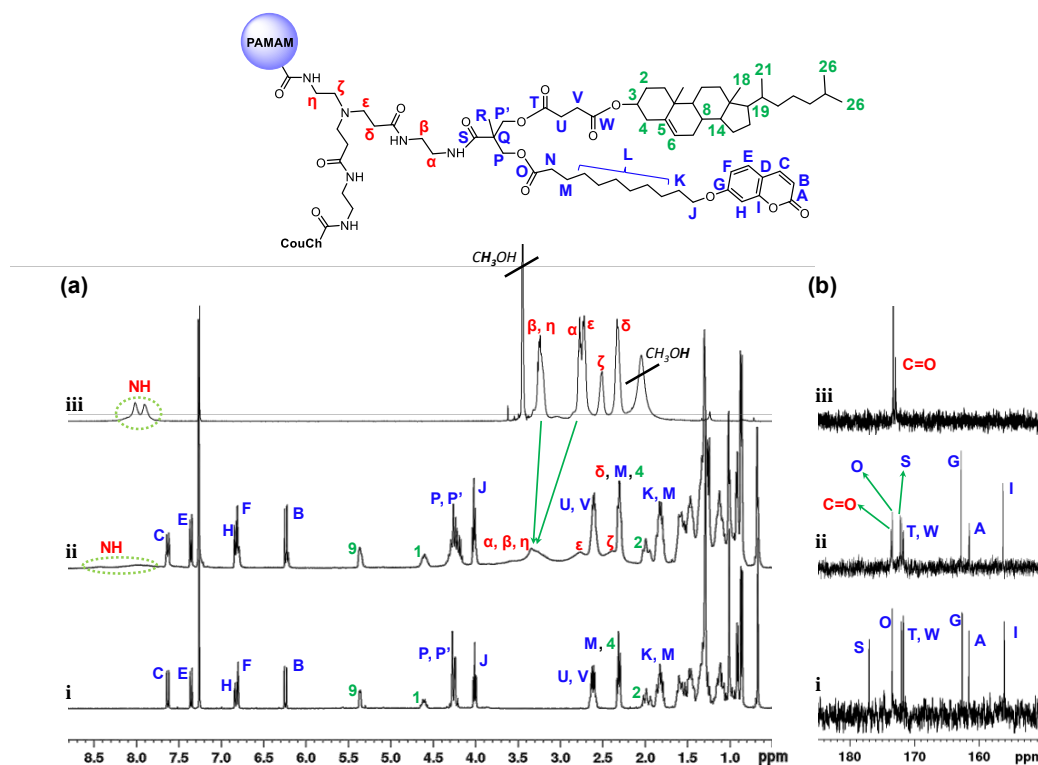 PAMAM
O
NH
η
ζ
N
ε
δ
O
N
H
β
α
H
N
O
S
R
Q
P'
O
T
O
U
V
W
O
O
3
2
4
5
6
8
14
18
19
21
26
26
P
O
O
O
N
M
L
K
J
O
G
F
E
D
C
B
A
H
I
O
O
O
NH
O
NH
CouCh
(a)
CH3OH
β, η
α
ε
ζ
δ
CH3OH
NH
iii
C
E
H
F
B
P, P'
J
δ, M, 4
U, V
K, M
NH
9
1
α, β, η
ε
ζ
2
ii
C
E
H
F
B
P, P'
J
M, 4
U, V
K, M
9
1
2
i
8.5 8.0 7.5 7.0 6.5 6.0 5.5 5.0 4.5 4.0 3.5 3.0 2.5 2.0 1.5 1.0 ppm
(b)
C=O
iii
O
S
G
C=O
T, W
A
I
ii
S
O
T, W
G
A
I
i
180 170 160 ppm